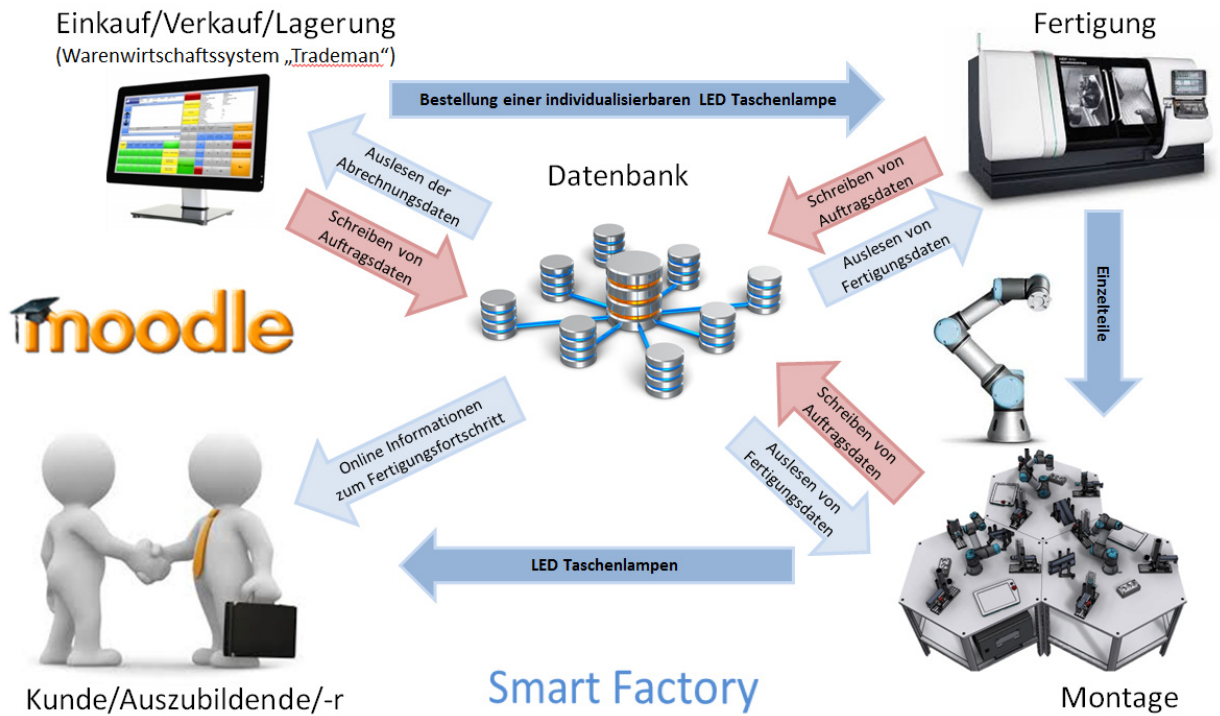 Einkauf/Verkauf/Lagerung
(Warenwirtschaftssystem „Trademan“)
Fertigung
Bestellung einer individualisierbaren LED Taschenlampe
Auslesen der
Abrechnungsdaten
Schreiben von
Auftragsdaten
Datenbank
Schreiben von
Auftragsdaten
Auslesen von
Fertigungsdaten
Einzelteile
moodle
Online Informationen
zum Fertigungsfortschritt
Schreiben von
Auftragsdaten
Auslesen von
Fertigungsdaten
LED Taschenlampen
Kunde/Auszubildende/-r
Smart Factory
Montage